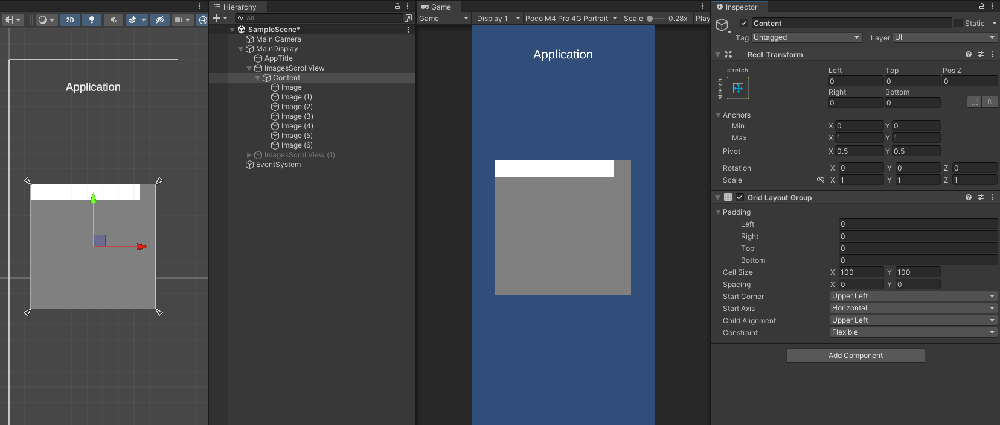 2D
Application
Hierarchy
All
SampleScene*
Main Camera
MainDisplay
AppTitle
ImagesScrollView
Content
Image
Image (1)
Image (2)
Image (3)
Image (4)
Image (5)
Image (6)
ImagesScrollView (1)
EventSystem
Game
Game
Display 1
Poco M4 Pro 4G Portrait
Scale
0.28x
Play
Application
Inspector
Content
Static
Tag
Untagged
Layer
UI
Rect Transform
stretch
stretch
Left
Top
Pos Z
0
0
0
Right
Bottom
0
0
R
Anchors
Min
X 0
Y 0
Max
X 1
Y 1
Pivot
X 0.5
Y 0.5
Rotation
X 0
Y 0
Z 0
Scale
X 1
Y 1
Z 1
Grid Layout Group
Padding
Left
0
Right
0
Top
0
Bottom
0
Cell Size
X 100
Y 100
Spacing
X 0
Y 0
Start Corner
Upper Left
Start Axis
Horizontal
Child Alignment
Upper Left
Constraint
Flexible
Add Component